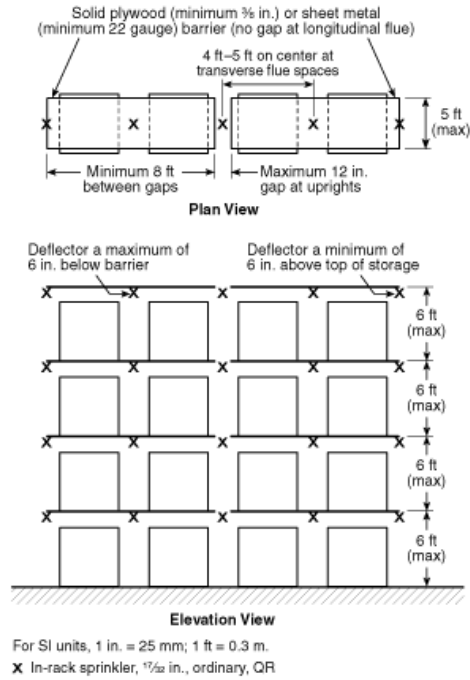 Solid plywood (minimum ⅜ in.) or sheet metal
(minimum 22 gauge) barrier (no gap at longitudinal flue)
4 ft–5 ft on center at
transverse flue spaces
5 ft
(max)
X X X X X
Minimum 8 ft
between gaps
Maximum 12 in.
gap at uprights
Plan View
Deflector a maximum of
6 in. below barrier
Deflector a minimum of
6 in. above top of storage
X X X X X
6 ft
(max)
X X X X X
6 ft
(max)
X X X X X
6 ft
(max)
X X X X X
6 ft
(max)
Elevation View
For SI units, 1 in. = 25 mm; 1 ft = 0.3 m.
X In-rack sprinkler, 17/32 in., ordinary, QR